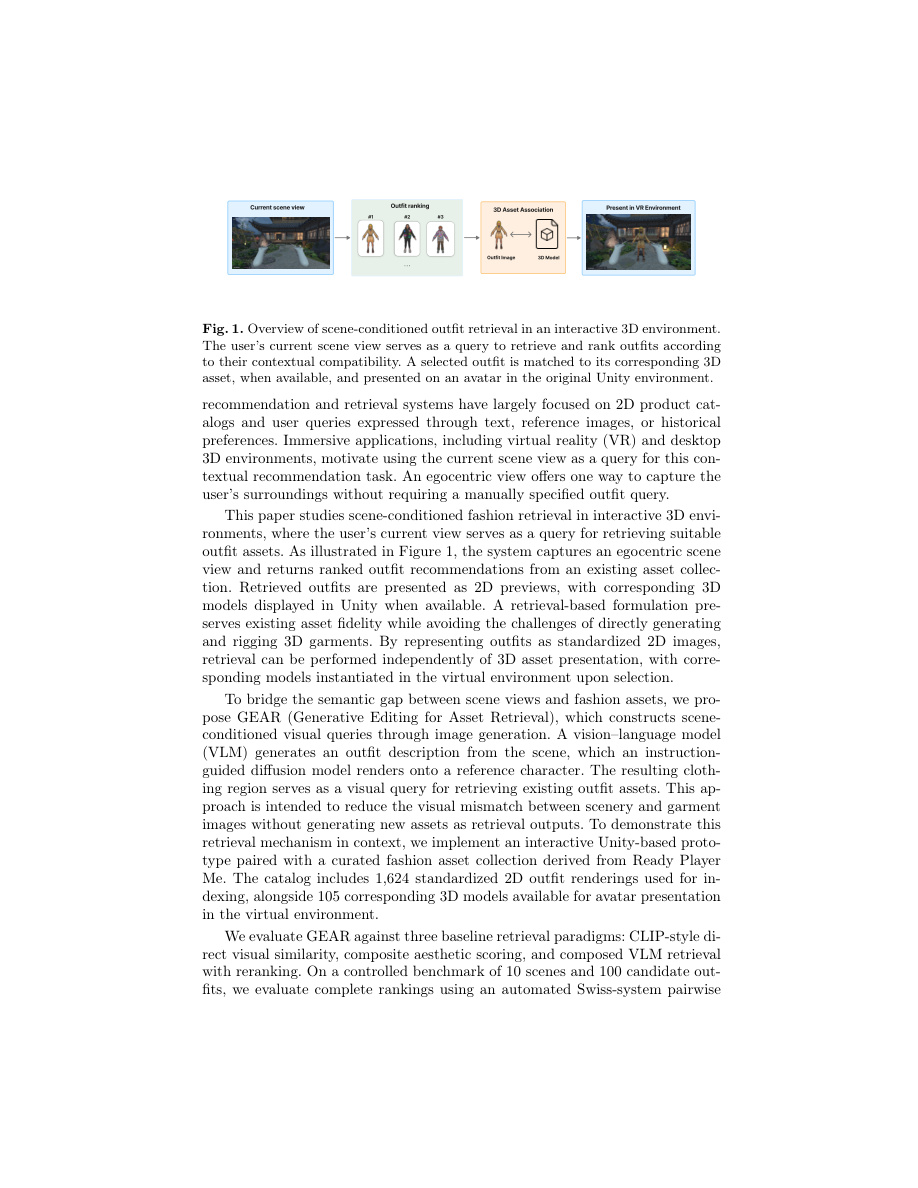 Current scene view
Outfit ranking
#1 #2 #3
...
3D Asset Association
Outfit Image 3D Model
Present in VR Environment
Fig. 1. Overview of scene-conditioned outfit retrieval in an interactive 3D environment.
The user's current scene view serves as a query to retrieve and rank outfits according
to their contextual compatibility. A selected outfit is matched to its corresponding 3D
asset, when available, and presented on an avatar in the original Unity environment.
recommendation and retrieval systems have largely focused on 2D product cat-
alogs and user queries expressed through text, reference images, or historical
preferences. Immersive applications, including virtual reality (VR) and desktop
3D environments, motivate using the current scene view as a query for this con-
textual recommendation task. An egocentric view offers one way to capture the
user's surroundings without requiring a manually specified outfit query.
This paper studies scene-conditioned fashion retrieval in interactive 3D envi-
ronments, where the user's current view serves as a query for retrieving suitable
outfit assets. As illustrated in Figure 1, the system captures an egocentric scene
view and returns ranked outfit recommendations from an existing asset collec-
tion. Retrieved outfits are presented as 2D previews, with corresponding 3D
models displayed in Unity when available. A retrieval-based formulation pre-
serves existing asset fidelity while avoiding the challenges of directly generating
and rigging 3D garments. By representing outfits as standardized 2D images,
retrieval can be performed independently of 3D asset presentation, with corre-
sponding models instantiated in the virtual environment upon selection.
To bridge the semantic gap between scene views and fashion assets, we pro-
pose GEAR (Generative Editing for Asset Retrieval), which constructs scene-
conditioned visual queries through image generation. A vision–language model
(VLM) generates an outfit description from the scene, which an instruction-
guided diffusion model renders onto a reference character. The resulting cloth-
ing region serves as a visual query for retrieving existing outfit assets. This ap-
proach is intended to reduce the visual mismatch between scenery and garment
images without generating new assets as retrieval outputs. To demonstrate this
retrieval mechanism in context, we implement an interactive Unity-based proto-
type paired with a curated fashion asset collection derived from Ready Player
Me. The catalog includes 1,624 standardized 2D outfit renderings used for in-
dexing, alongside 105 corresponding 3D models available for avatar presentation
in the virtual environment.
We evaluate GEAR against three baseline retrieval paradigms: CLIP-style di-
rect visual similarity, composite aesthetic scoring, and composed VLM retrieval
with reranking. On a controlled benchmark of 10 scenes and 100 candidate out-
fits, we evaluate complete rankings using an automated Swiss-system pairwise